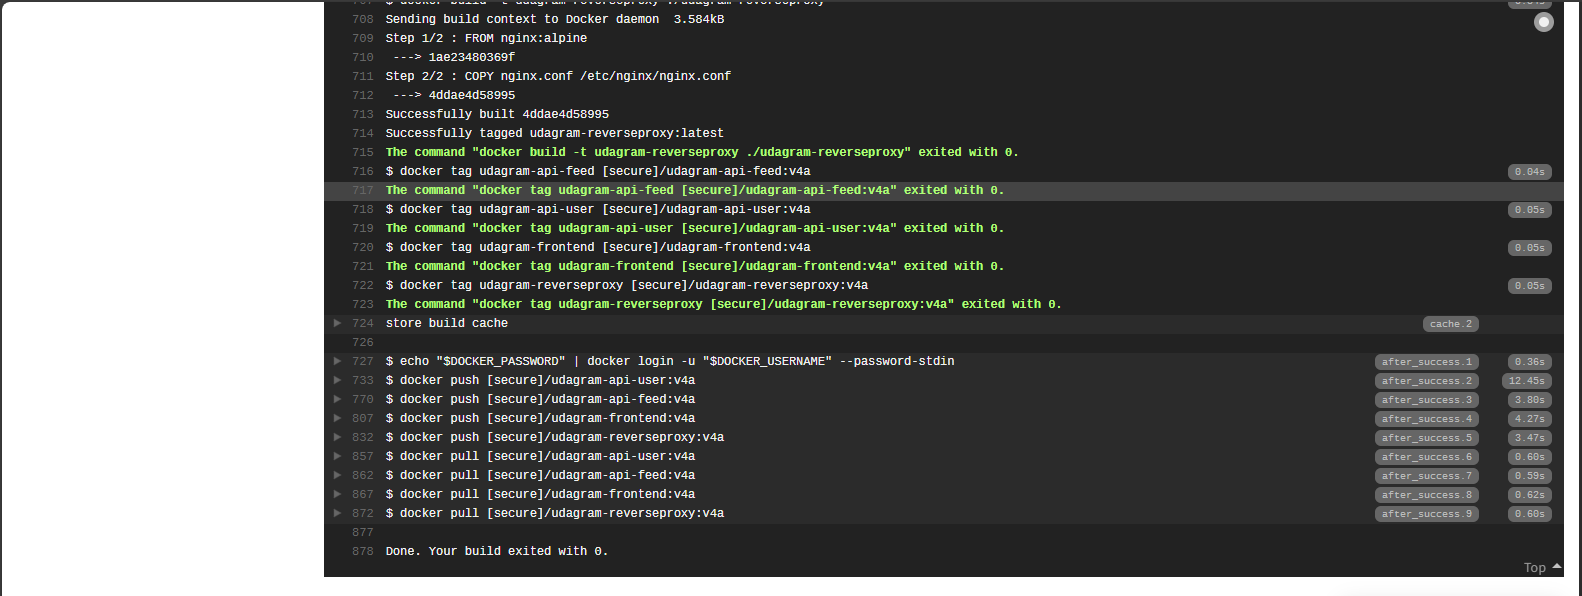 707 $ docker build -t udagram-reverseproxy ./udagram-reverseproxy
708 Sending build context to Docker daemon  3.584kB
709 Step 1/2 : FROM nginx:alpine
710  ---> 1ae23480369f
711 Step 2/2 : COPY nginx.conf /etc/nginx/nginx.conf
712  ---> 4ddae4d58995
713 Successfully built 4ddae4d58995
714 Successfully tagged udagram-reverseproxy:latest
715 The command "docker build -t udagram-reverseproxy ./udagram-reverseproxy" exited with 0.
716 $ docker tag udagram-api-feed [secure]/udagram-api-feed:v4a 0.04s
717 The command "docker tag udagram-api-feed [secure]/udagram-api-feed:v4a" exited with 0.
718 $ docker tag udagram-api-user [secure]/udagram-api-user:v4a 0.05s
719 The command "docker tag udagram-api-user [secure]/udagram-api-user:v4a" exited with 0.
720 $ docker tag udagram-frontend [secure]/udagram-frontend:v4a 0.05s
721 The command "docker tag udagram-frontend [secure]/udagram-frontend:v4a" exited with 0.
722 $ docker tag udagram-reverseproxy [secure]/udagram-reverseproxy:v4a 0.05s
723 The command "docker tag udagram-reverseproxy [secure]/udagram-reverseproxy:v4a" exited with 0.
724 store build cache cache.2
726
727 $ echo "$DOCKER_PASSWORD" | docker login -u "$DOCKER_USERNAME" --password-stdin after_success.1 0.36s
733 $ docker push [secure]/udagram-api-user:v4a after_success.2 12.45s
770 $ docker push [secure]/udagram-api-feed:v4a after_success.3 3.80s
807 $ docker push [secure]/udagram-frontend:v4a after_success.4 4.27s
832 $ docker push [secure]/udagram-reverseproxy:v4a after_success.5 3.47s
857 $ docker pull [secure]/udagram-api-user:v4a after_success.6 0.60s
862 $ docker pull [secure]/udagram-api-feed:v4a after_success.7 0.59s
867 $ docker pull [secure]/udagram-frontend:v4a after_success.8 0.62s
872 $ docker pull [secure]/udagram-reverseproxy:v4a after_success.9 0.60s
877
878 Done. Your build exited with 0.
Top